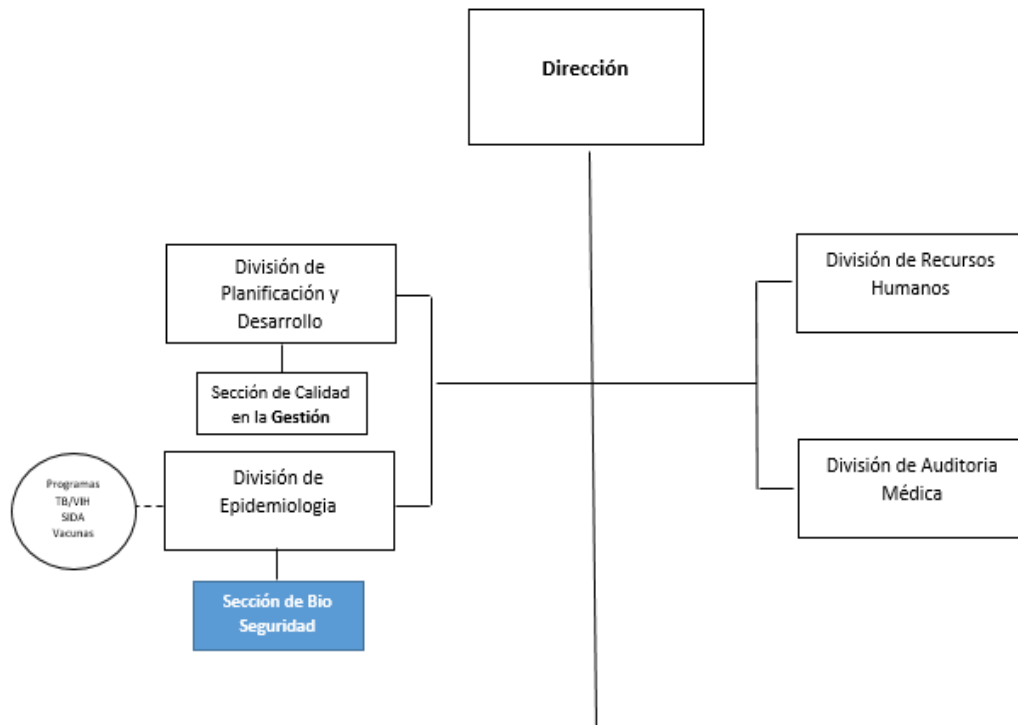 Dirección
División de
Planificación y
Desarrollo
División de Recursos
Humanos
Sección de Calidad
en la Gestión
División de
Epidemiologia
Programas
TB/VIH
SIDA
Vacunas
División de Auditoria
Médica
Sección de Bio
Seguridad